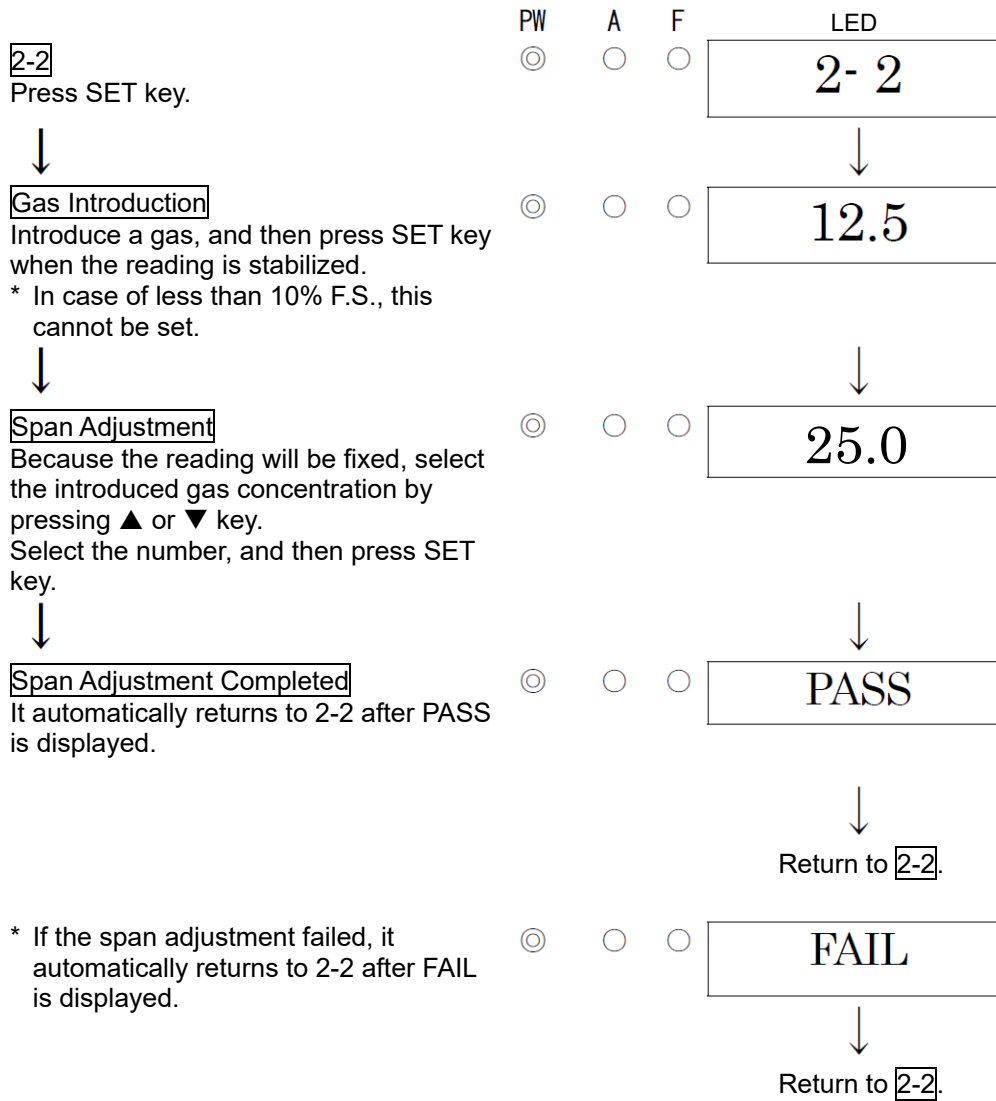 PW A F LED
2-2
2- 2
Press SET key.
Gas Introduction
12.5
Introduce a gas, and then press SET key
when the reading is stabilized.
* In case of less than 10% F.S., this
cannot be set.
Span Adjustment
25.0
Because the reading will be fixed, select
the introduced gas concentration by
pressing ▲ or ▼ key.
Select the number, and then press SET
key.
Span Adjustment Completed
PASS
It automatically returns to 2-2 after PASS
is displayed.
Return to 2-2.
* If the span adjustment failed, it
automatically returns to 2-2 after FAIL
is displayed.
FAIL
Return to 2-2.